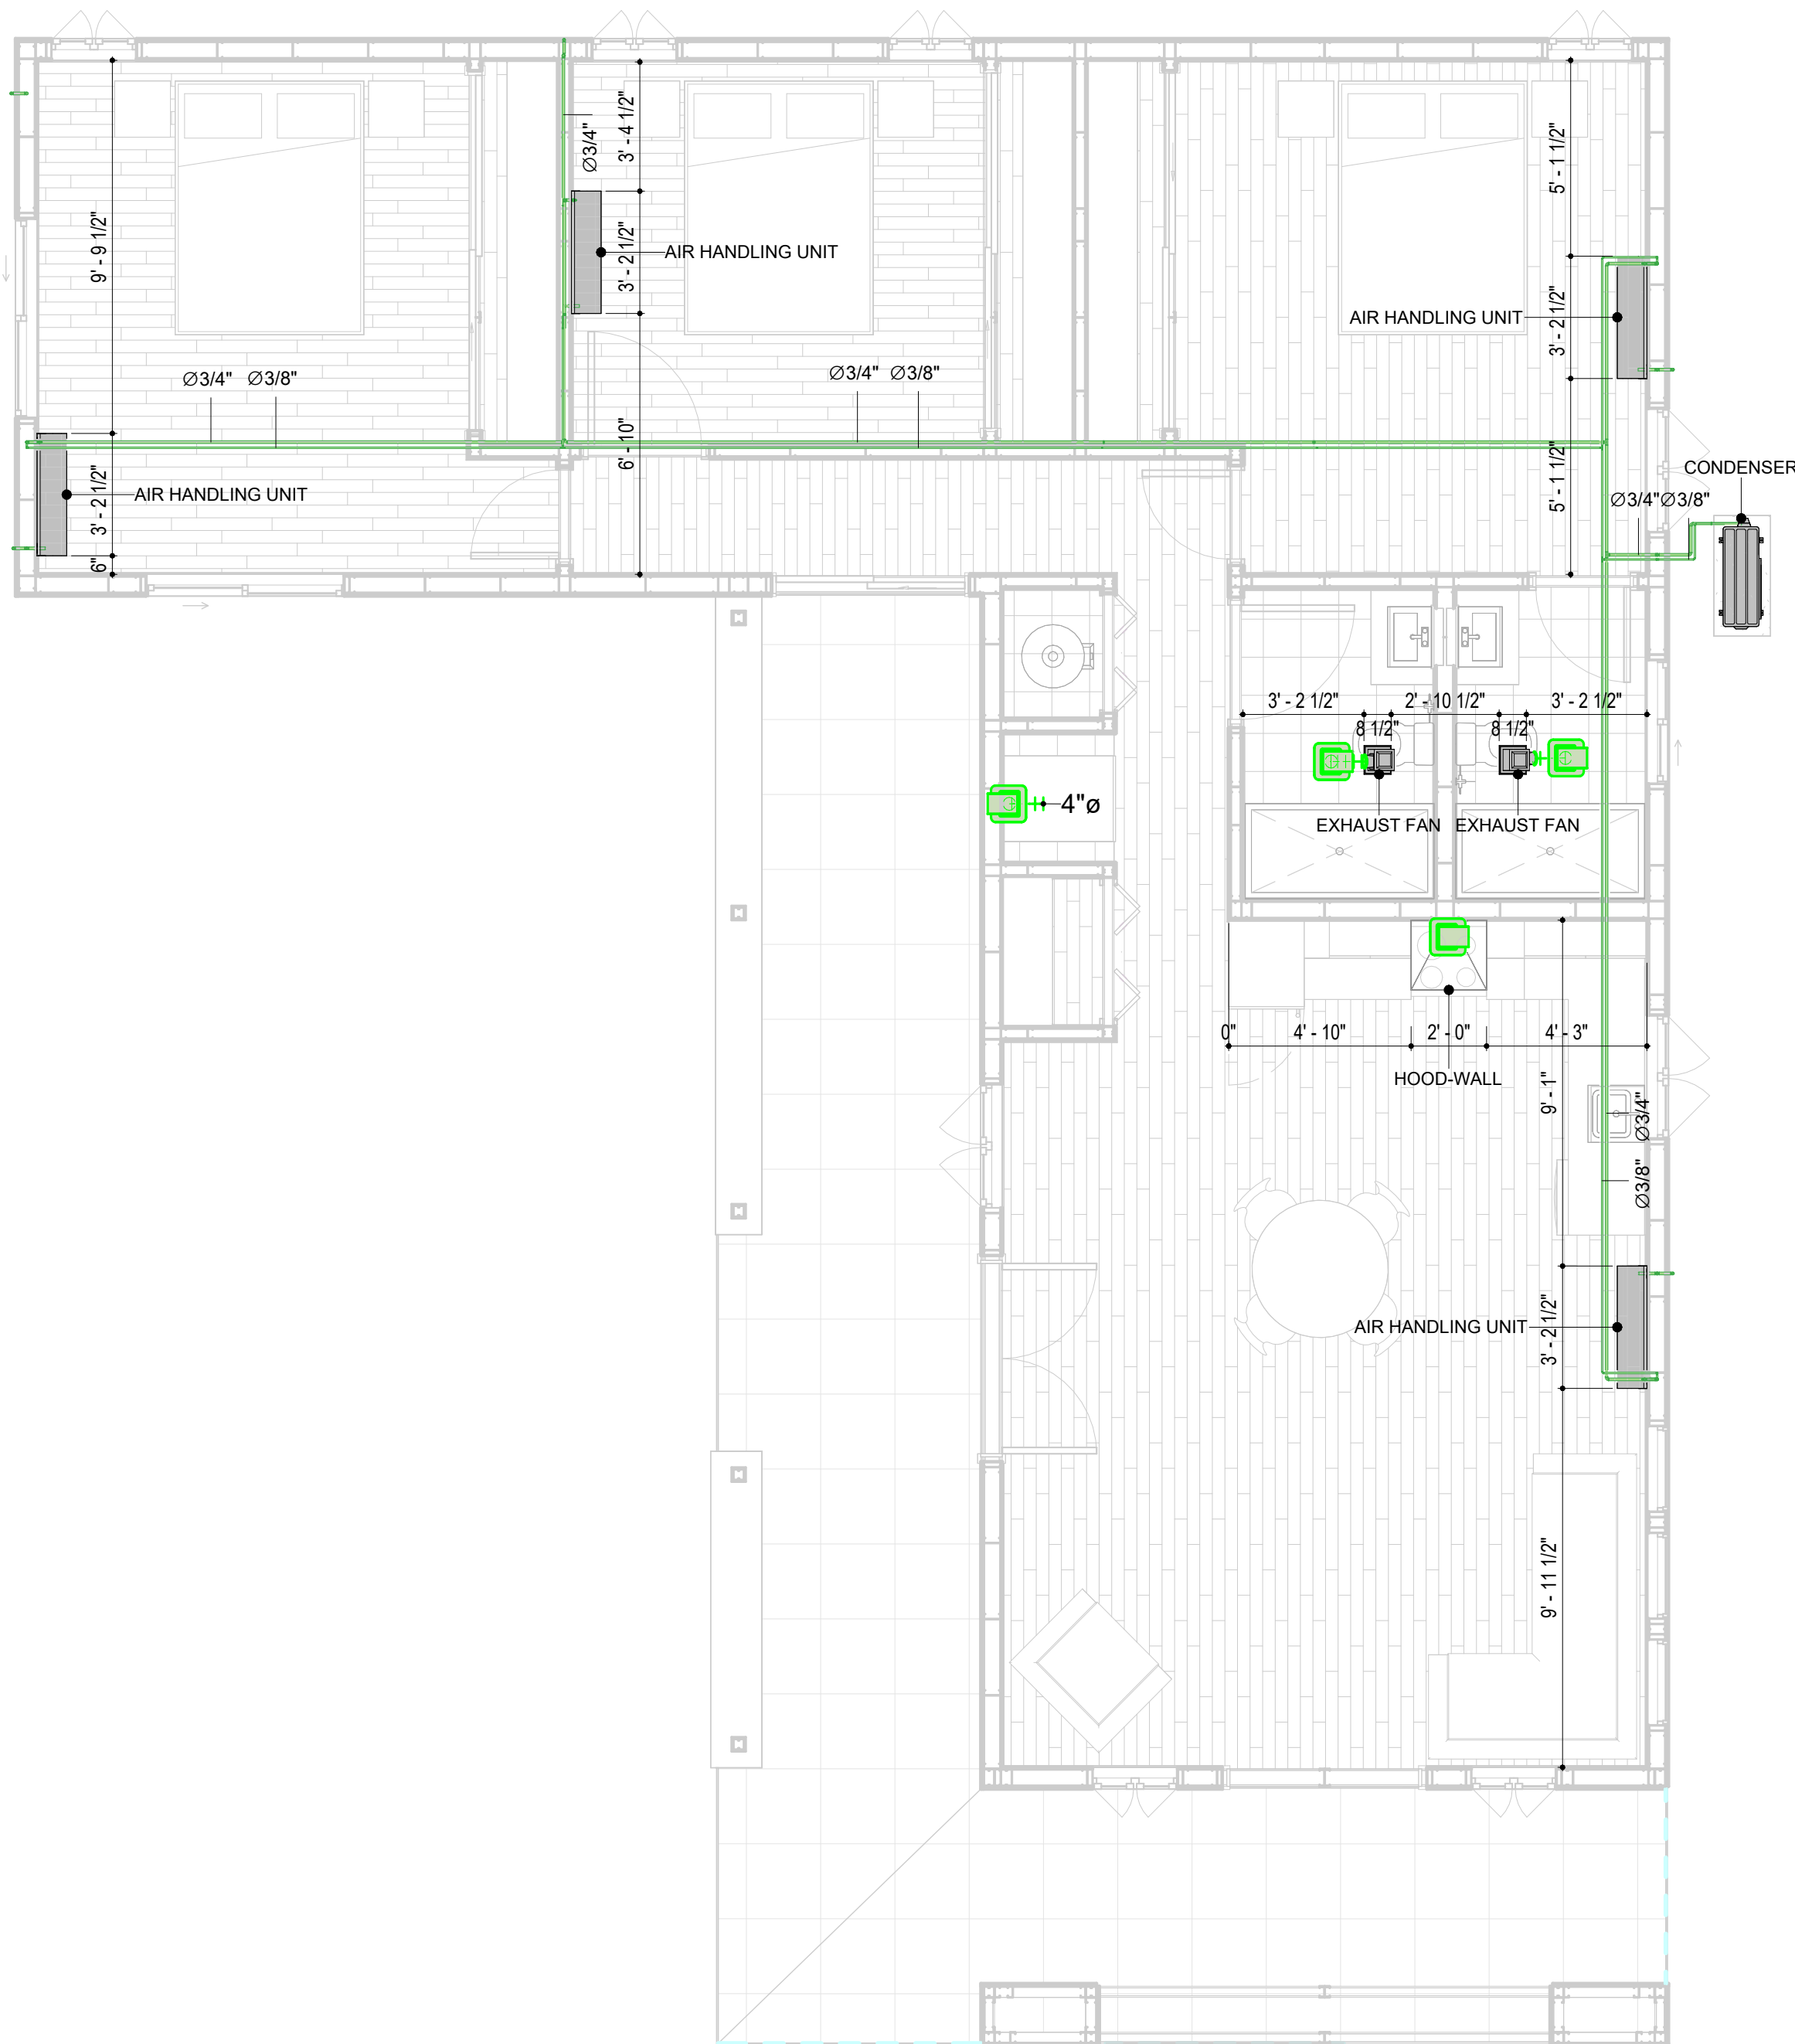 3' - 4 1/2"
Ø3/4"
9' - 9 1/2"
3' - 2 1/2"
AIR HANDLING UNIT
5' - 1 1/2"
AIR HANDLING UNIT
3' - 2 1/2"
Ø3/4" Ø3/8"
Ø3/4" Ø3/8"
6' - 10"
CONDENSER
AIR HANDLING UNIT
3' - 2 1/2"
6"
5' - 1 1/2"
Ø3/4" Ø3/8"
3' - 2 1/2"
2' - 10 1/2"
3' - 2 1/2"
8 1/2"
8 1/2"
4"ø
EXHAUST FAN
EXHAUST FAN
0"
4' - 10"
2' - 0"
4' - 3"
HOOD-WALL
9' - 1"
Ø3/4"
Ø3/8"
AIR HANDLING UNIT
3' - 2 1/2"
9' - 11 1/2"